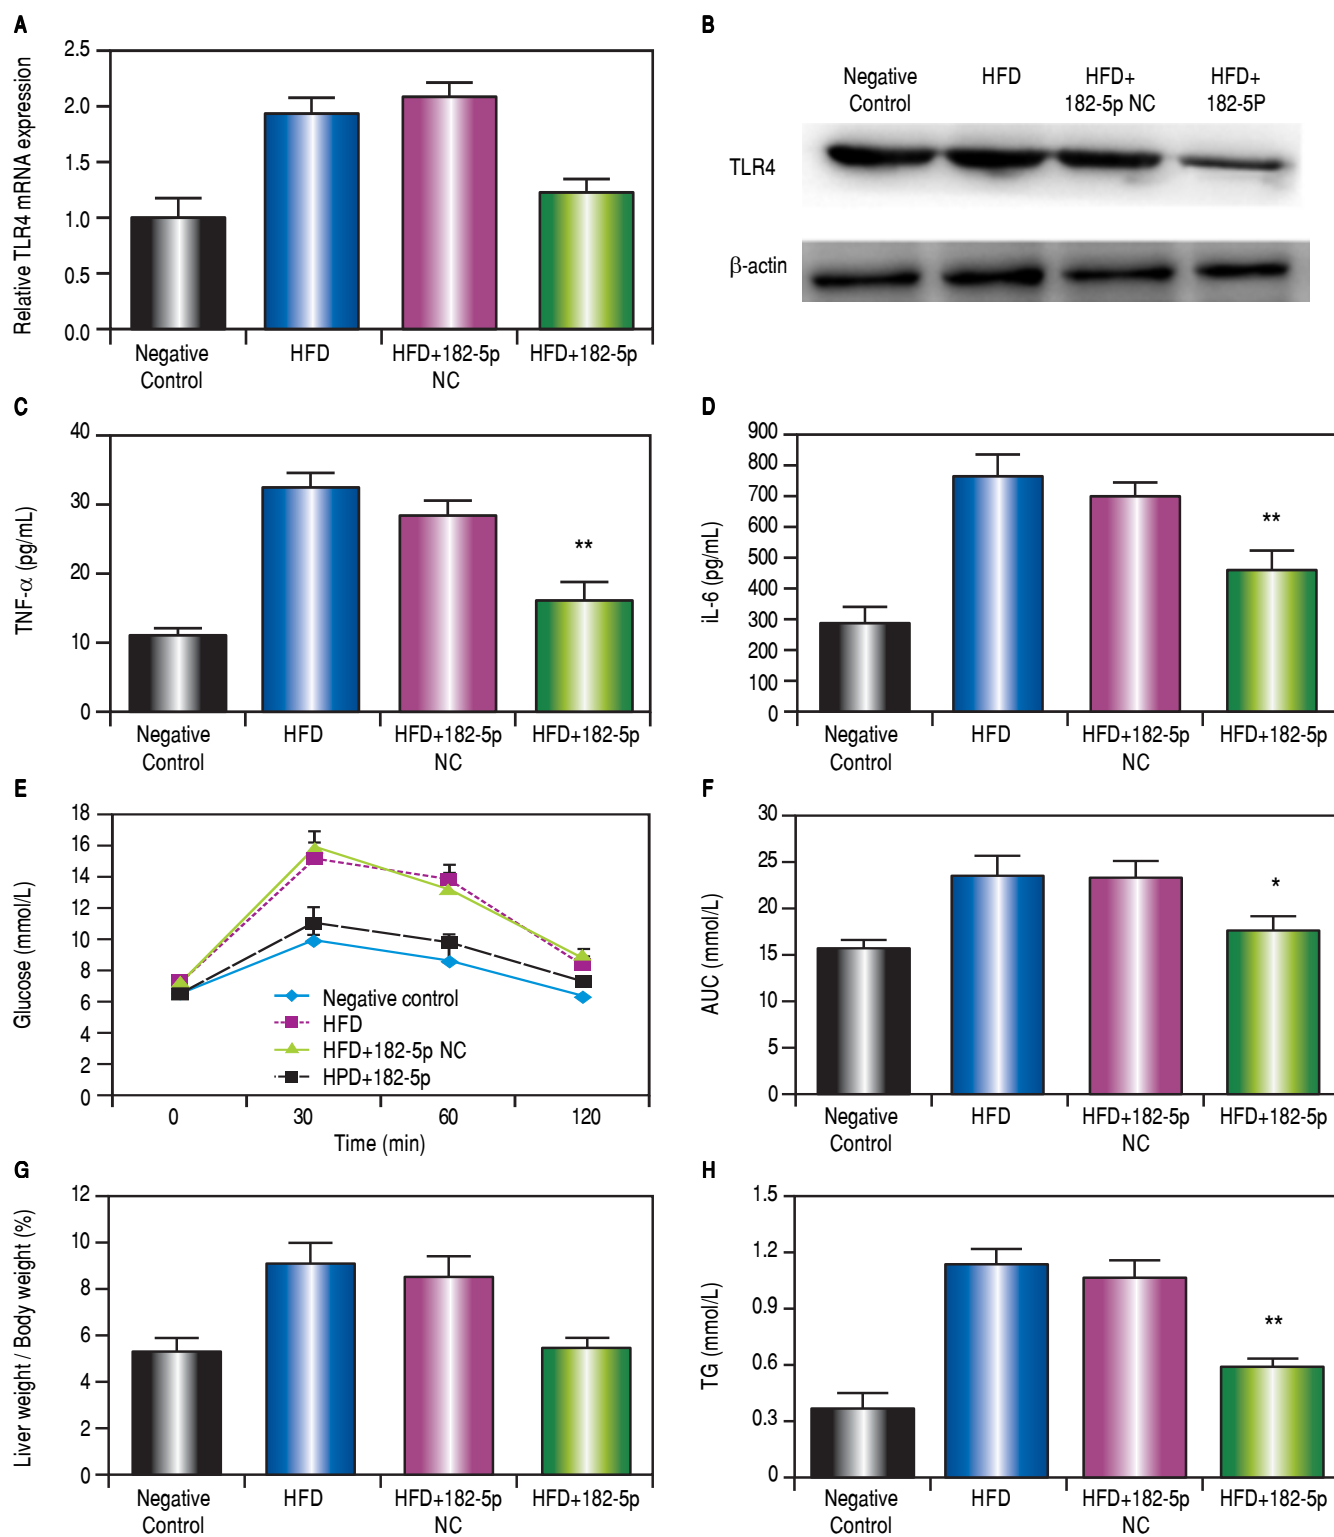 A
Relative TLR4 mRNA expression
2.5
2.0
1.5
1.0
0.5
0.0
Negative
Control
HFD
HFD+182-5p
NC
HFD+182-5p
B
Negative
Control
HFD
HFD+
182-5p NC
HFD+
182-5P
TLR4
β-actin
C
TNF-α (pg/mL)
40
30
20
10
0
**
Negative
Control
HFD
HFD+182-5p
NC
HFD+182-5p
D
iL-6 (pg/mL)
900
800
700
600
500
400
300
200
100
0
**
Negative
Control
HFD
HFD+182-5p
NC
HFD+182-5p
E
Glucose (mmol/L)
18
16
14
12
10
8
6
4
2
0
Negative control
HFD
HFD+182-5p NC
HPD+182-5p
0 30 60 120
Time (min)
F
AUC (mmol/L)
30
25
20
15
10
5
0
*
Negative
Control
HFD
HFD+182-5p
NC
HFD+182-5p
G
Liver weight / Body weight (%)
12
10
8
6
4
2
0
Negative
Control
HFD
HFD+182-5p
NC
HFD+182-5p
H
TG (mmol/L)
1.5
1.2
0.9
0.6
0.3
0
**
Negative
Control
HFD
HFD+182-5p
NC
HFD+182-5p